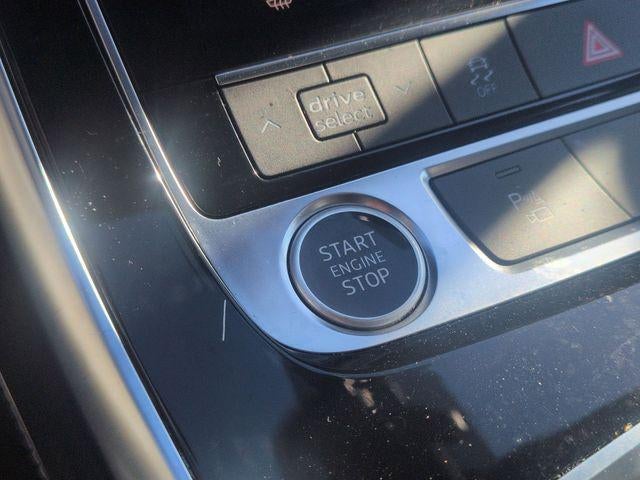 drive
select
OFF
P
START
ENGINE
STOP